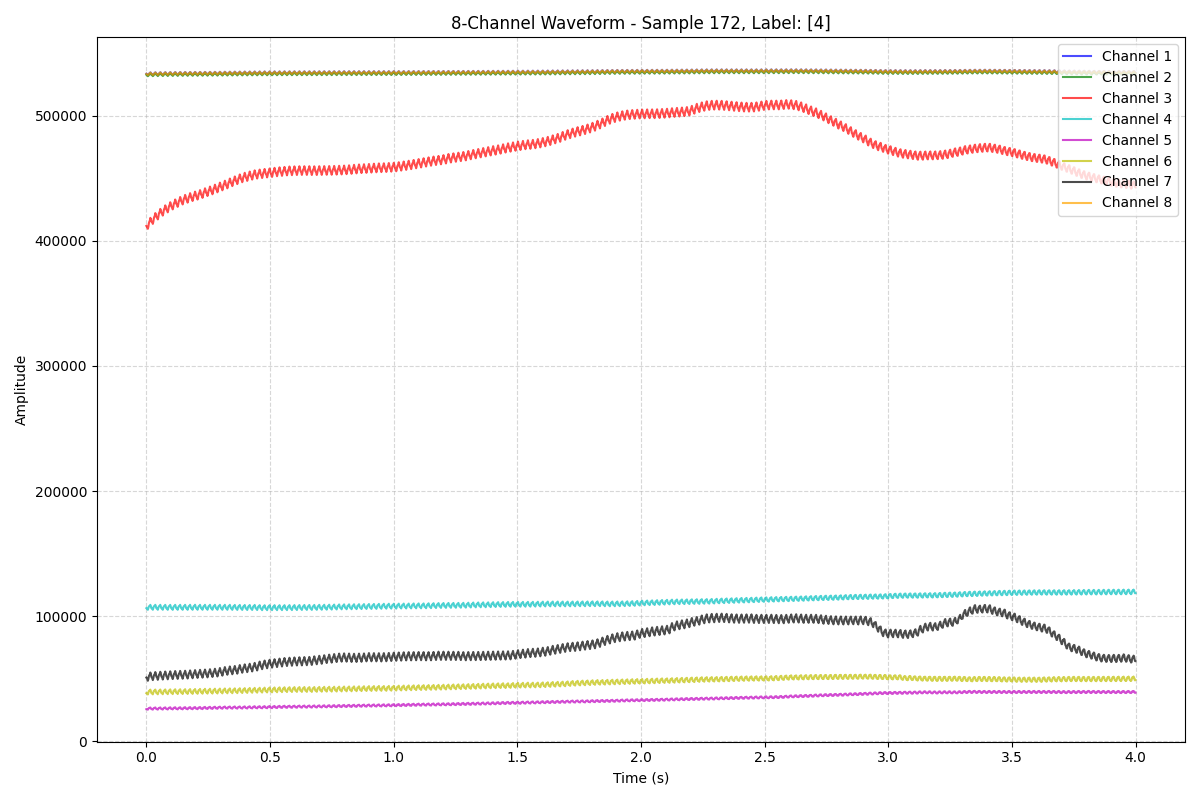 8-Channel Waveform - Sample 172, Label: [4]
Channel 1
Channel 2
Channel 3
Channel 4
Channel 5
Channel 6
Channel 7
Channel 8
Amplitude
500000
400000
300000
200000
100000
0
0.0 0.5 1.0 1.5 2.0 2.5 3.0 3.5 4.0
Time (s)